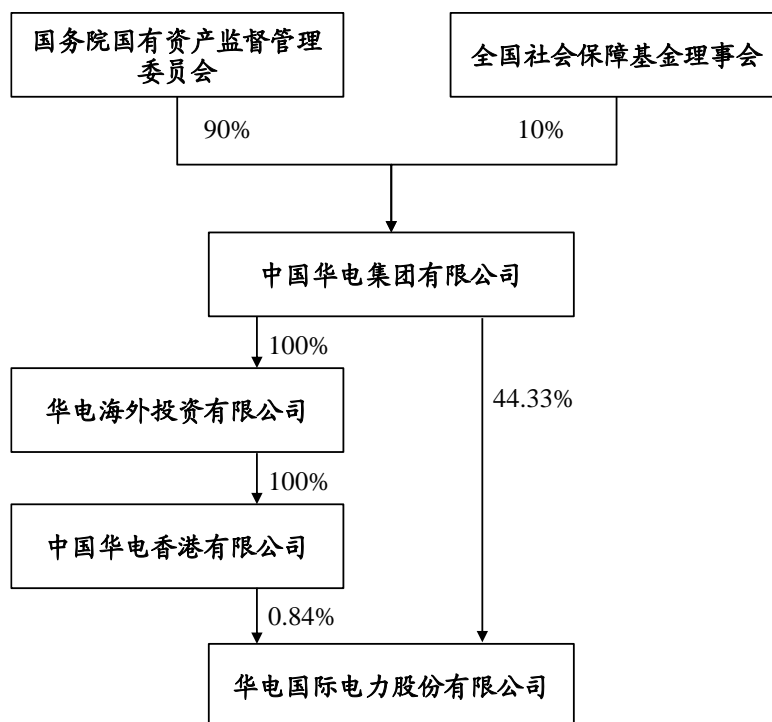 国务院国有资产监督管理
委员会
全国社会保障基金理事会
90%
10%
中国华电集团有限公司
100%
华电海外投资有限公司
44.33%
100%
中国华电香港有限公司
0.84%
华电国际电力股份有限公司